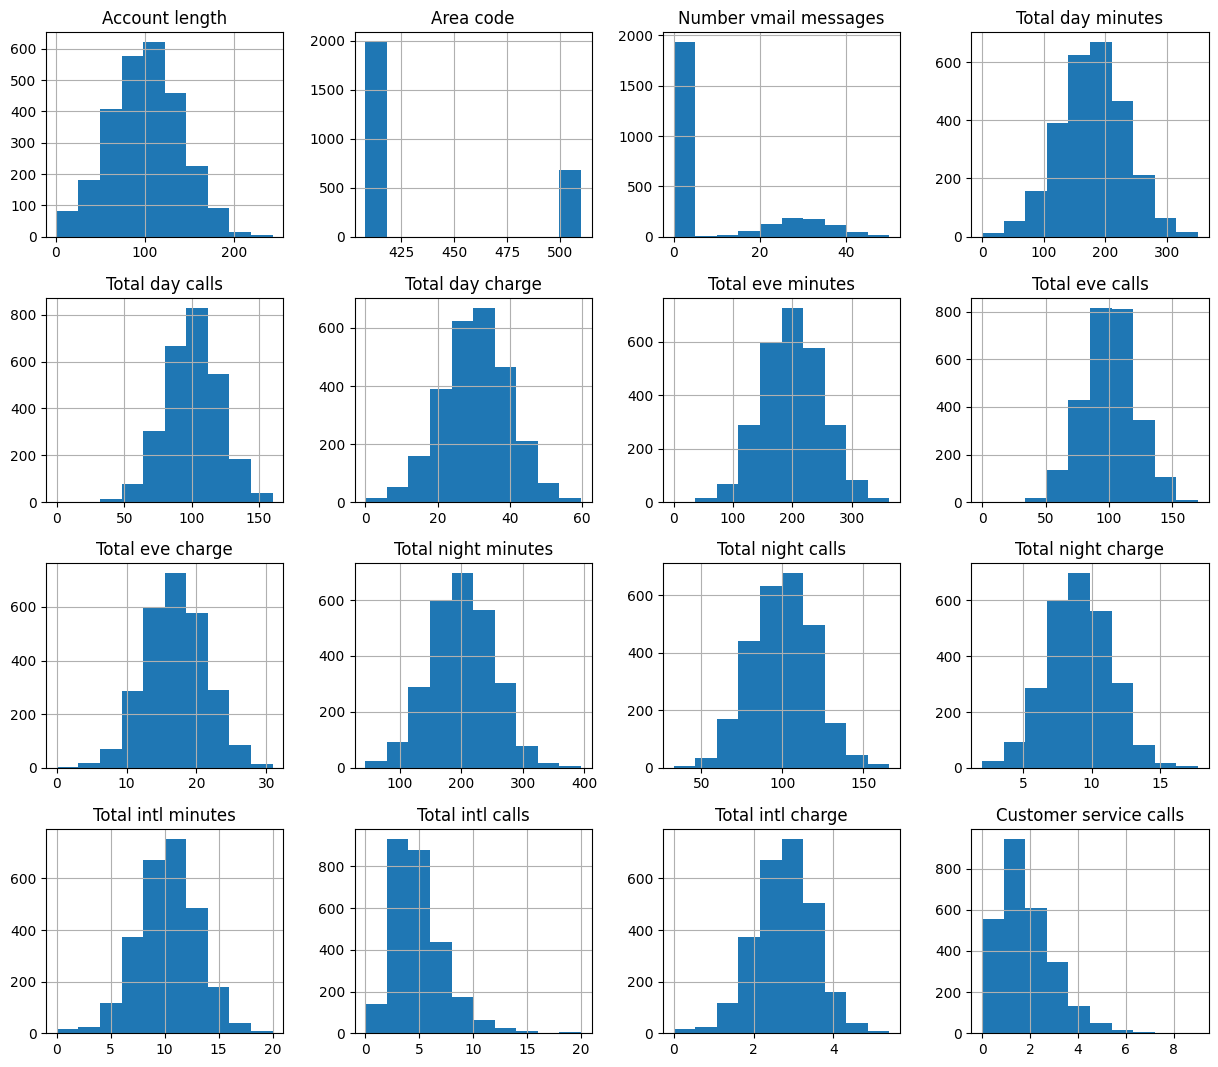 Account length
600
500
400
300
200
100
0
0 100 200
Area code
2000
1500
1000
500
0
425 450 475 500
Number vmail messages
2000
1500
1000
500
0
0 20 40
Total day minutes
600
400
200
0
0 100 200 300
Total day calls
800
600
400
200
0
0 50 100 150
Total day charge
600
400
200
0
0 20 40 60
Total eve minutes
600
400
200
0
0 100 200 300
Total eve calls
800
600
400
200
0
0 50 100 150
Total eve charge
600
400
200
0
0 10 20 30
Total night minutes
600
400
200
0
100 200 300 400
Total night calls
600
400
200
0
50 100 150
Total night charge
600
400
200
0
5 10 15
Total intl minutes
600
400
200
0
0 5 10 15 20
Total intl calls
800
600
400
200
0
0 5 10 15 20
Total intl charge
600
400
200
0
0 2 4
Customer service calls
800
600
400
200
0
0 2 4 6 8